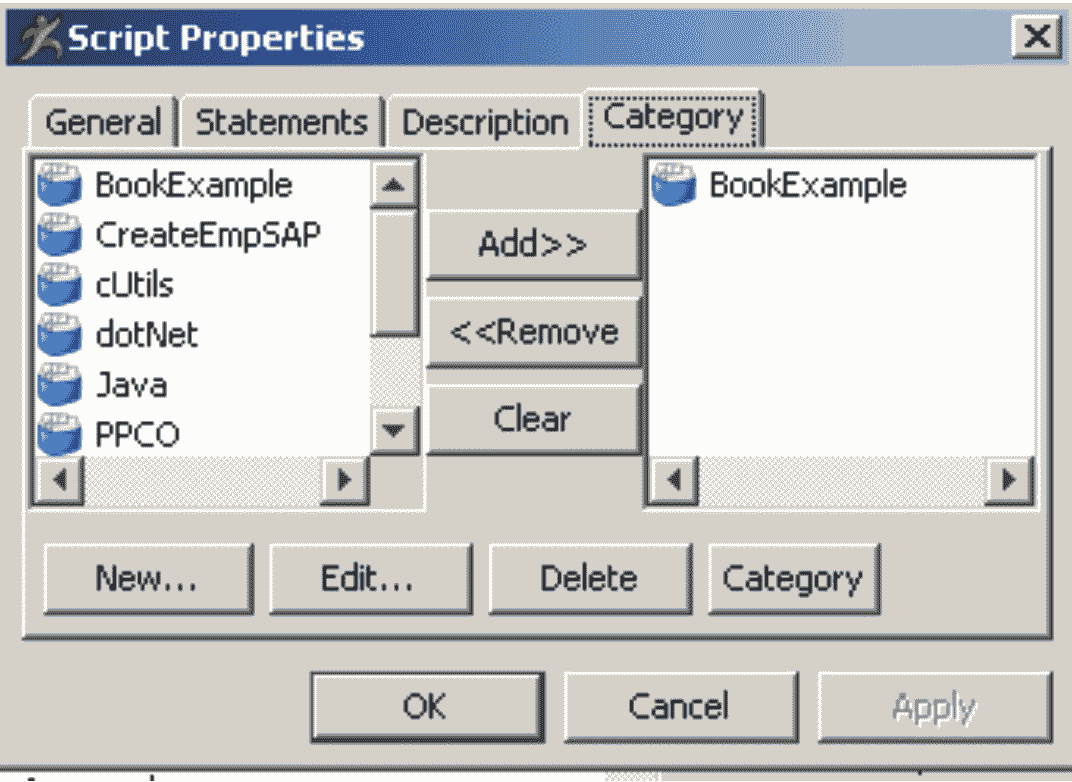 Script Properties
General Statements Description Category
BookExample
CreateEmpSAP
cUtils
dotNet
Java
PPCO
Add>>
<<Remove
Clear
BookExample
New... Edit... Delete Category
OK Cancel Apply